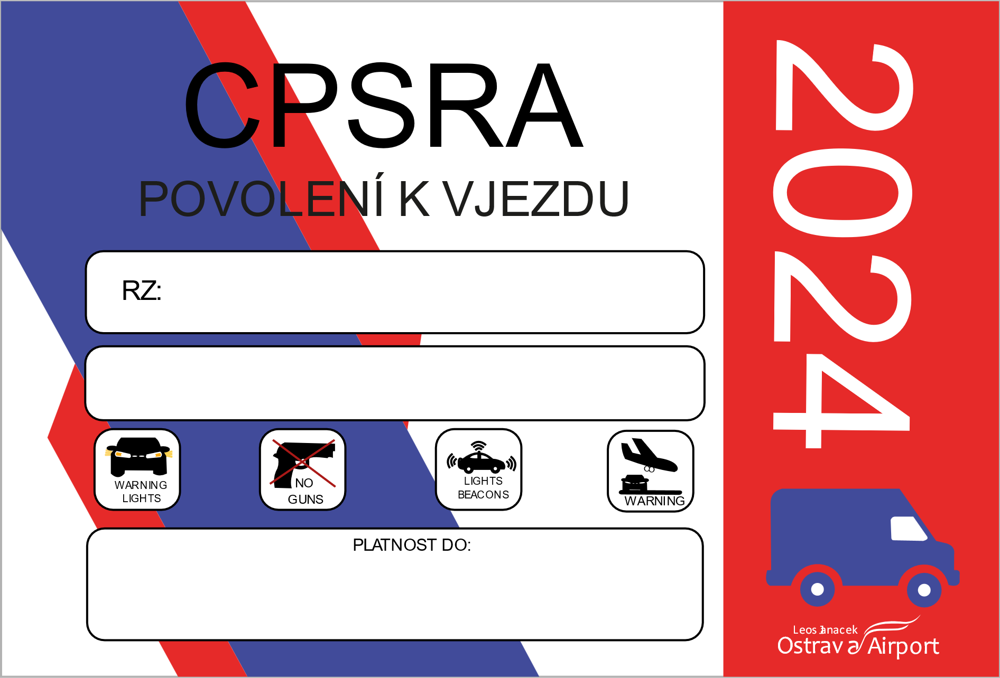 CPSRA
POVOLENÍ K VJEZDU
RZ:
WARNING
LIGHTS
NO
GUNS
LIGHTS
BEACONS
WARNING
PLATNOST DO:
2024
Leos Janacek
Ostrava Airport